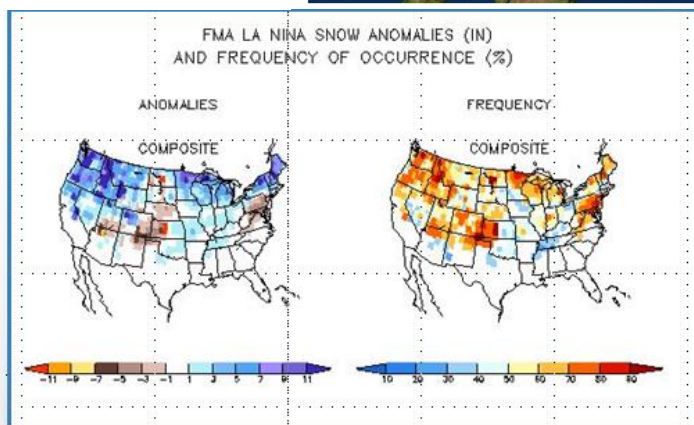 FMA LA NINA SNOW ANOMALIES (IN)
AND FREQUENCY OF OCCURRENCE (%)
ANOMALIES
FREQUENCY
COMPOSITE
COMPOSITE
-11 -9 -7 -5 -3 -1 1 3 5 7 9 11
10 20 30 40 50 60 70 80 90